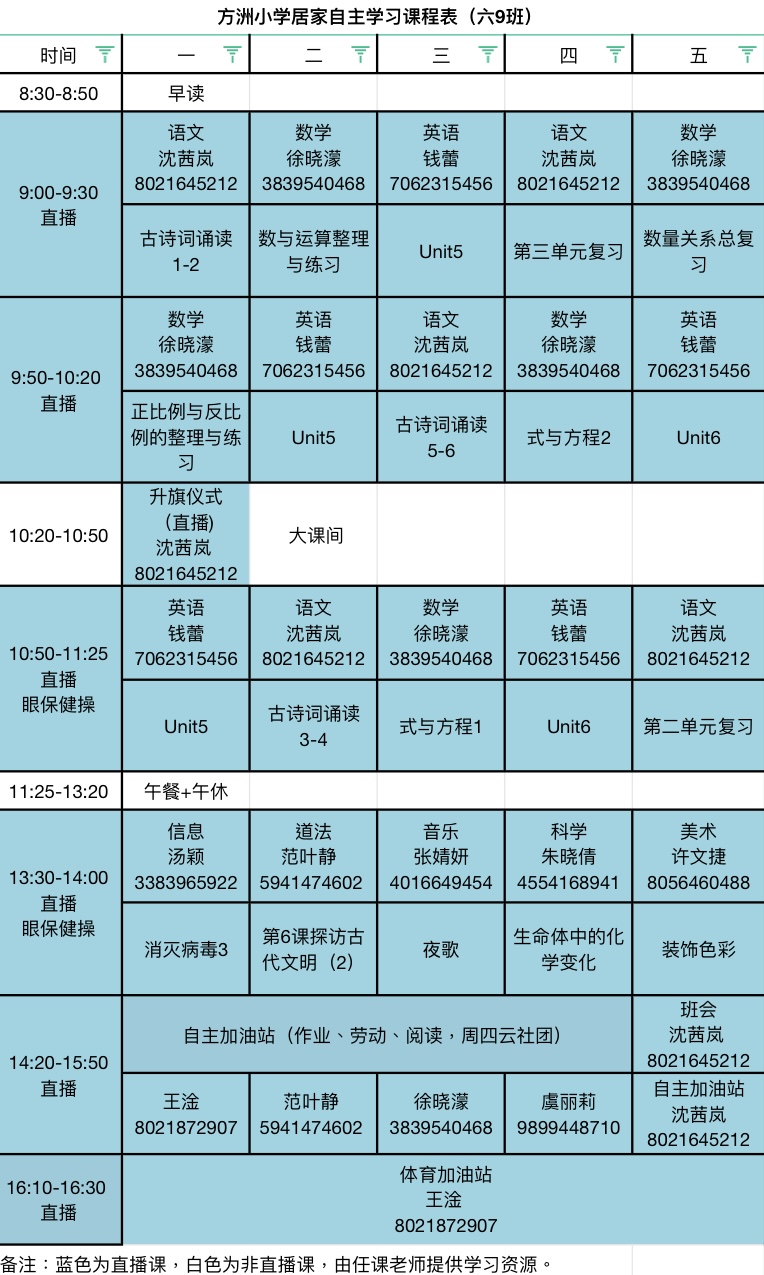 方洲小学居家自主学习课程表（六9班）
时间 一 二 三 四 五
8:30-8:50 早读
9:00-9:30
直播
语文
沈茜岚
8021645212
数学
徐晓濛
3839540468
英语
钱蕾
7062315456
语文
沈茜岚
8021645212
数学
徐晓濛
3839540468
古诗词诵读
1-2
数与运算整理
与练习
Unit5
第三单元复习
数量关系总复
习
9:50-10:20
直播
数学
徐晓濛
3839540468
英语
钱蕾
7062315456
语文
沈茜岚
8021645212
数学
徐晓濛
3839540468
英语
钱蕾
7062315456
正比例与反比
例的整理与练
习
Unit5
古诗词诵读
5-6
式与方程2
Unit6
10:20-10:50
升旗仪式
（直播)
沈茜岚
8021645212
大课间
10:50-11:25
直播
眼保健操
英语
钱蕾
7062315456
语文
沈茜岚
8021645212
数学
徐晓濛
3839540468
英语
钱蕾
7062315456
语文
沈茜岚
8021645212
Unit5
古诗词诵读
3-4
式与方程1
Unit6
第二单元复习
11:25-13:20 午餐+午休
13:30-14:00
直播
眼保健操
信息
汤颖
3383965922
道法
范叶静
5941474602
音乐
张婧妍
4016649454
科学
朱晓倩
4554168941
美术
许文捷
8056460488
消灭病毒3
第6课探访古
代文明（2）
夜歌
生命体中的化
学变化
装饰色彩
14:20-15:50
直播
自主加油站（作业、劳动、阅读，周四云社团）
班会
沈茜岚
8021645212
王淦
8021872907
范叶静
5941474602
徐晓濛
3839540468
虞丽莉
9899448710
自主加油站
沈茜岚
8021645212
16:10-16:30
直播
体育加油站
王淦
8021872907
备注：蓝色为直播课，白色为非直播课，由任课老师提供学习资源。